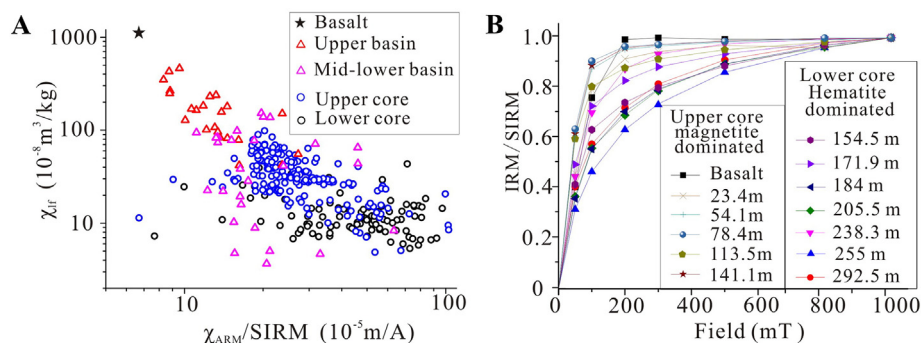 A
1000
100
10
χlf (10⁻⁸ m³/kg)
10
100
χARM/SIRM (10⁻⁵m/A)
Basalt
Upper basin
Mid-lower basin
Upper core
Lower core
B
1.0
0.8
0.6
0.4
0.2
0.0
IRM/SIRM
0
200
400
600
800
1000
Field (mT)
Upper core
magnetite
dominated
Basalt
23.4m
54.1m
78.4m
113.5m
141.1m
Lower core
Hematite
dominated
154.5 m
171.9 m
184 m
205.5 m
238.3 m
255 m
292.5 m